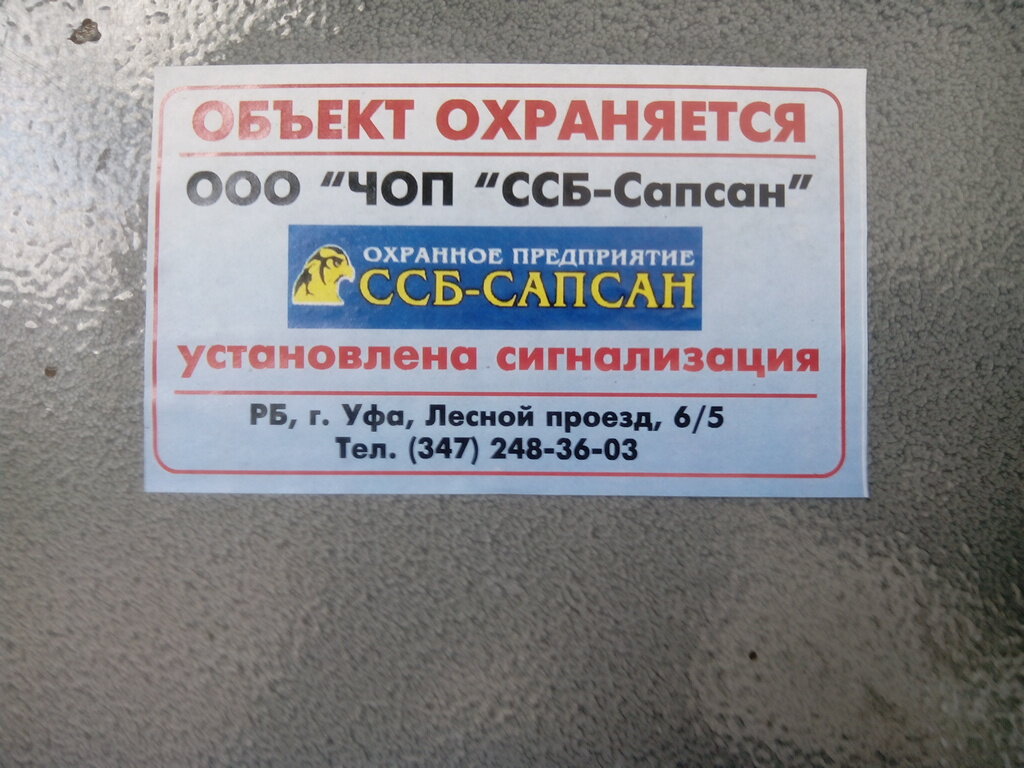 ОБЪЕКТ ОХРАНЯЕТСЯ
ООО “ЧОП “ССБ-Сапсан”
ОХРАННОЕ ПРЕДПРИЯТИЕ
ССБ-САПСАН
установлена сигнализация
РБ, г. Уфа, Лесной проезд, 6/5
Тел. (347) 248-36-03